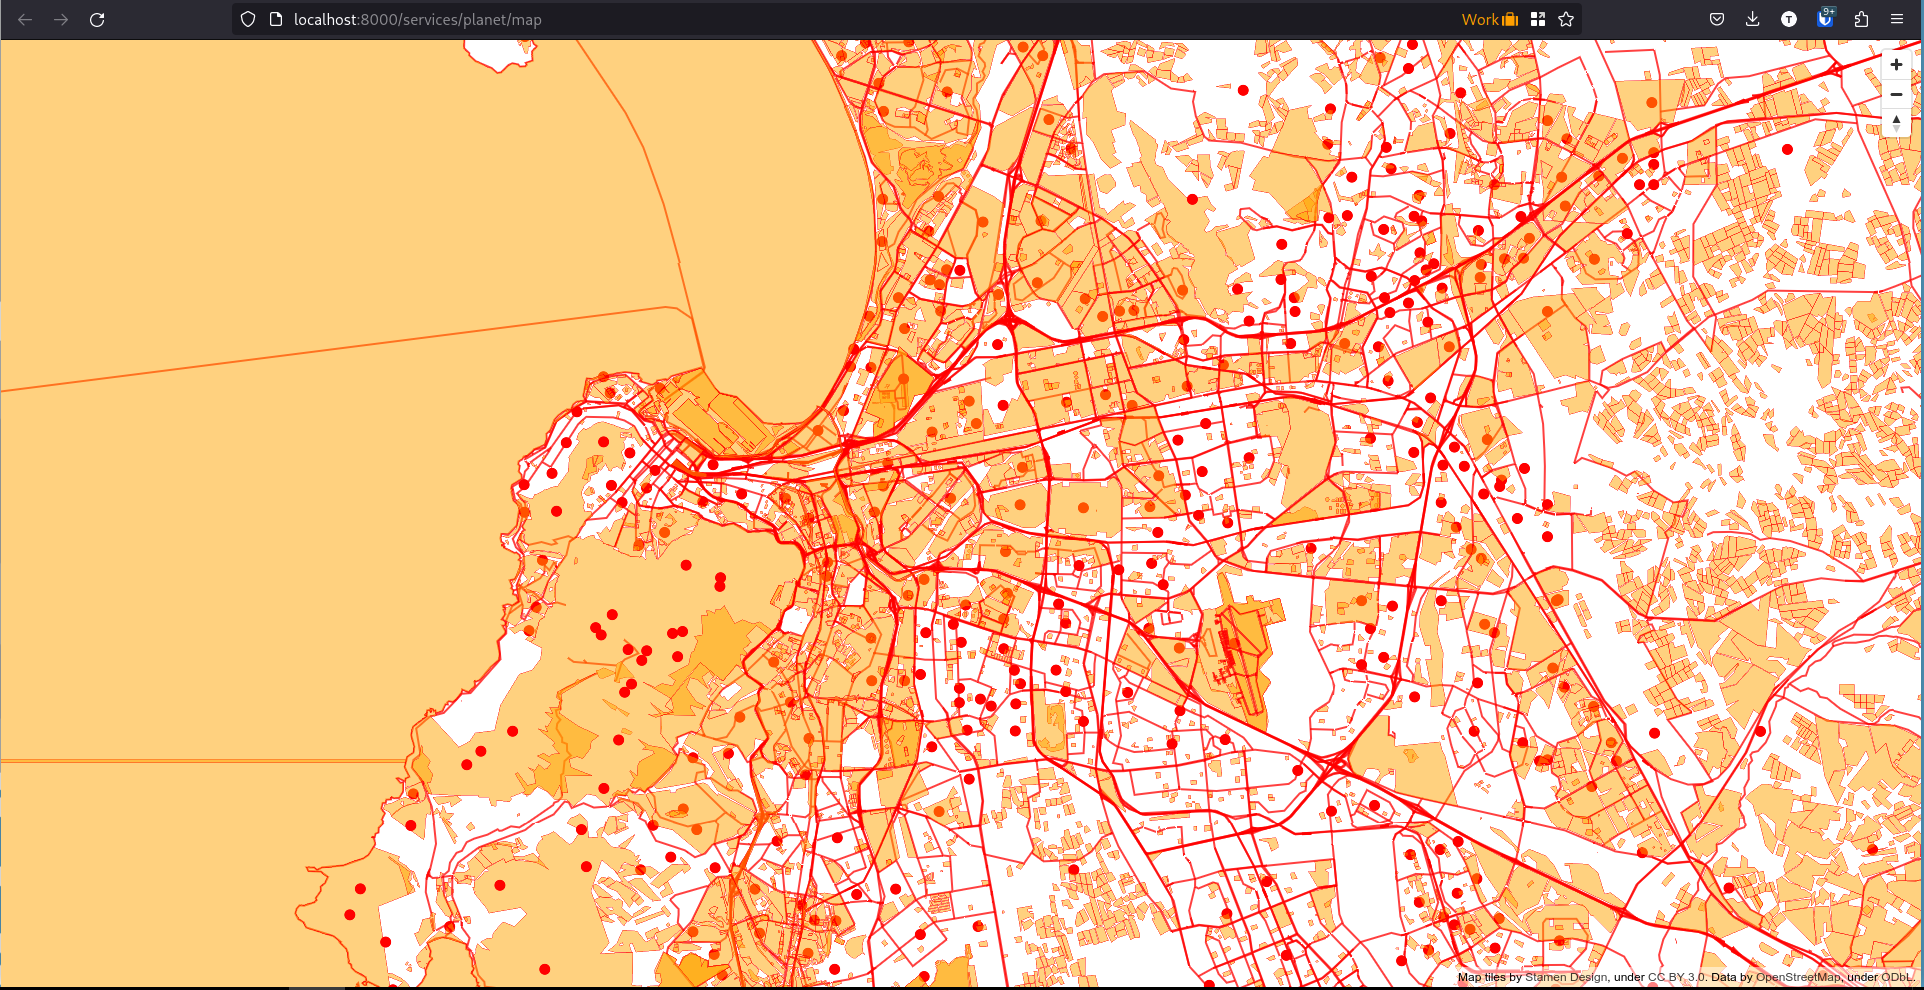 localhost:8000/services/planet/map
Work
9+
T
Map tiles by Stamen Design, under CC BY 3.0. Data by OpenStreetMap, under ODbL.